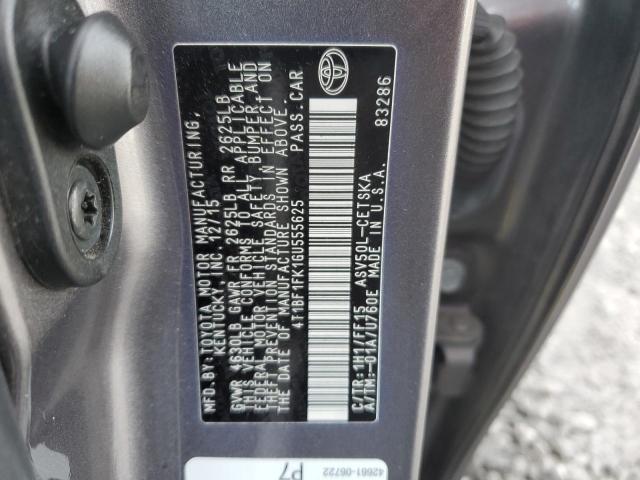 MFD.BY:TOYOTA MOTOR MANUFACTURING,
KENTUCKY, INC. 12/15
GVWR 4630LB GAWR FR 2625LB RR 2625LB
THIS VEHICLE CONFORMS TO ALL APPLICABLE
FEDERAL MOTOR VEHICLE SAFETY, BUMPER, AND
THEFT PREVENTION STANDARDS IN EFFECT ON
THE DATE OF MANUFACTURE SHOWN ABOVE.
4T1BF1FK1GU555625 PASS.CAR
C/TR:1H1/FF15 ASV50L-CETSKA
A/TM:-01A/U760E MADE IN U.S.A. 83286
42661-06722
P7